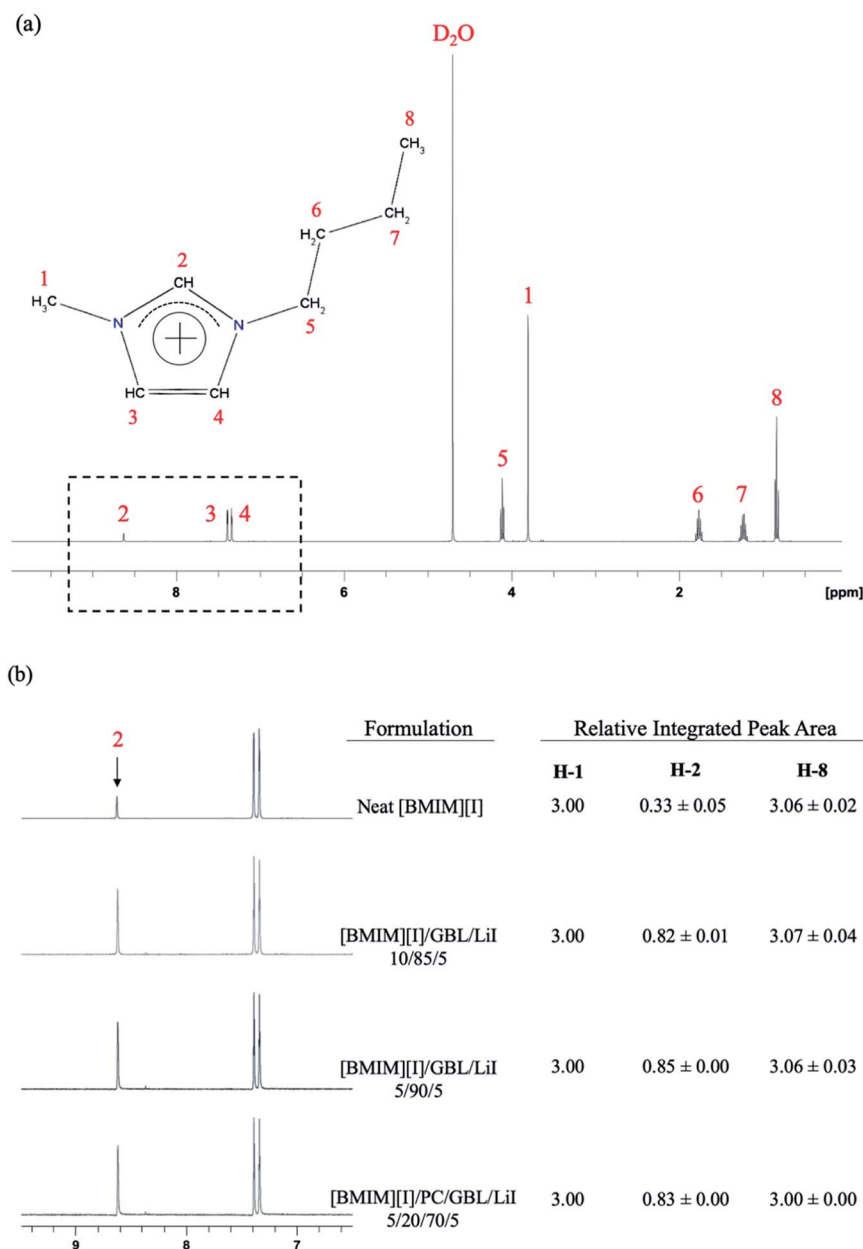 (a)
D₂O
8
CH₃
6
H₂C
CH₂
7
2
1
1
CH
H₃C
N
N
CH₂
5
HC
CH
3
4
8
5
6
7
2
3
4
8
6
4
2
[ppm]
(b)
Formulation
Relative Integrated Peak Area
2
H-1
H-2
H-8
Neat [BMIM][I]
3.00
0.33 ± 0.05
3.06 ± 0.02
[BMIM][I]/GBL/LiI
3.00
0.82 ± 0.01
3.07 ± 0.04
10/85/5
[BMIM][I]/GBL/LiI
3.00
0.85 ± 0.00
3.06 ± 0.03
5/90/5
[BMIM][I]/PC/GBL/LiI
3.00
0.83 ± 0.00
3.00 ± 0.00
5/20/70/5
9
8
7